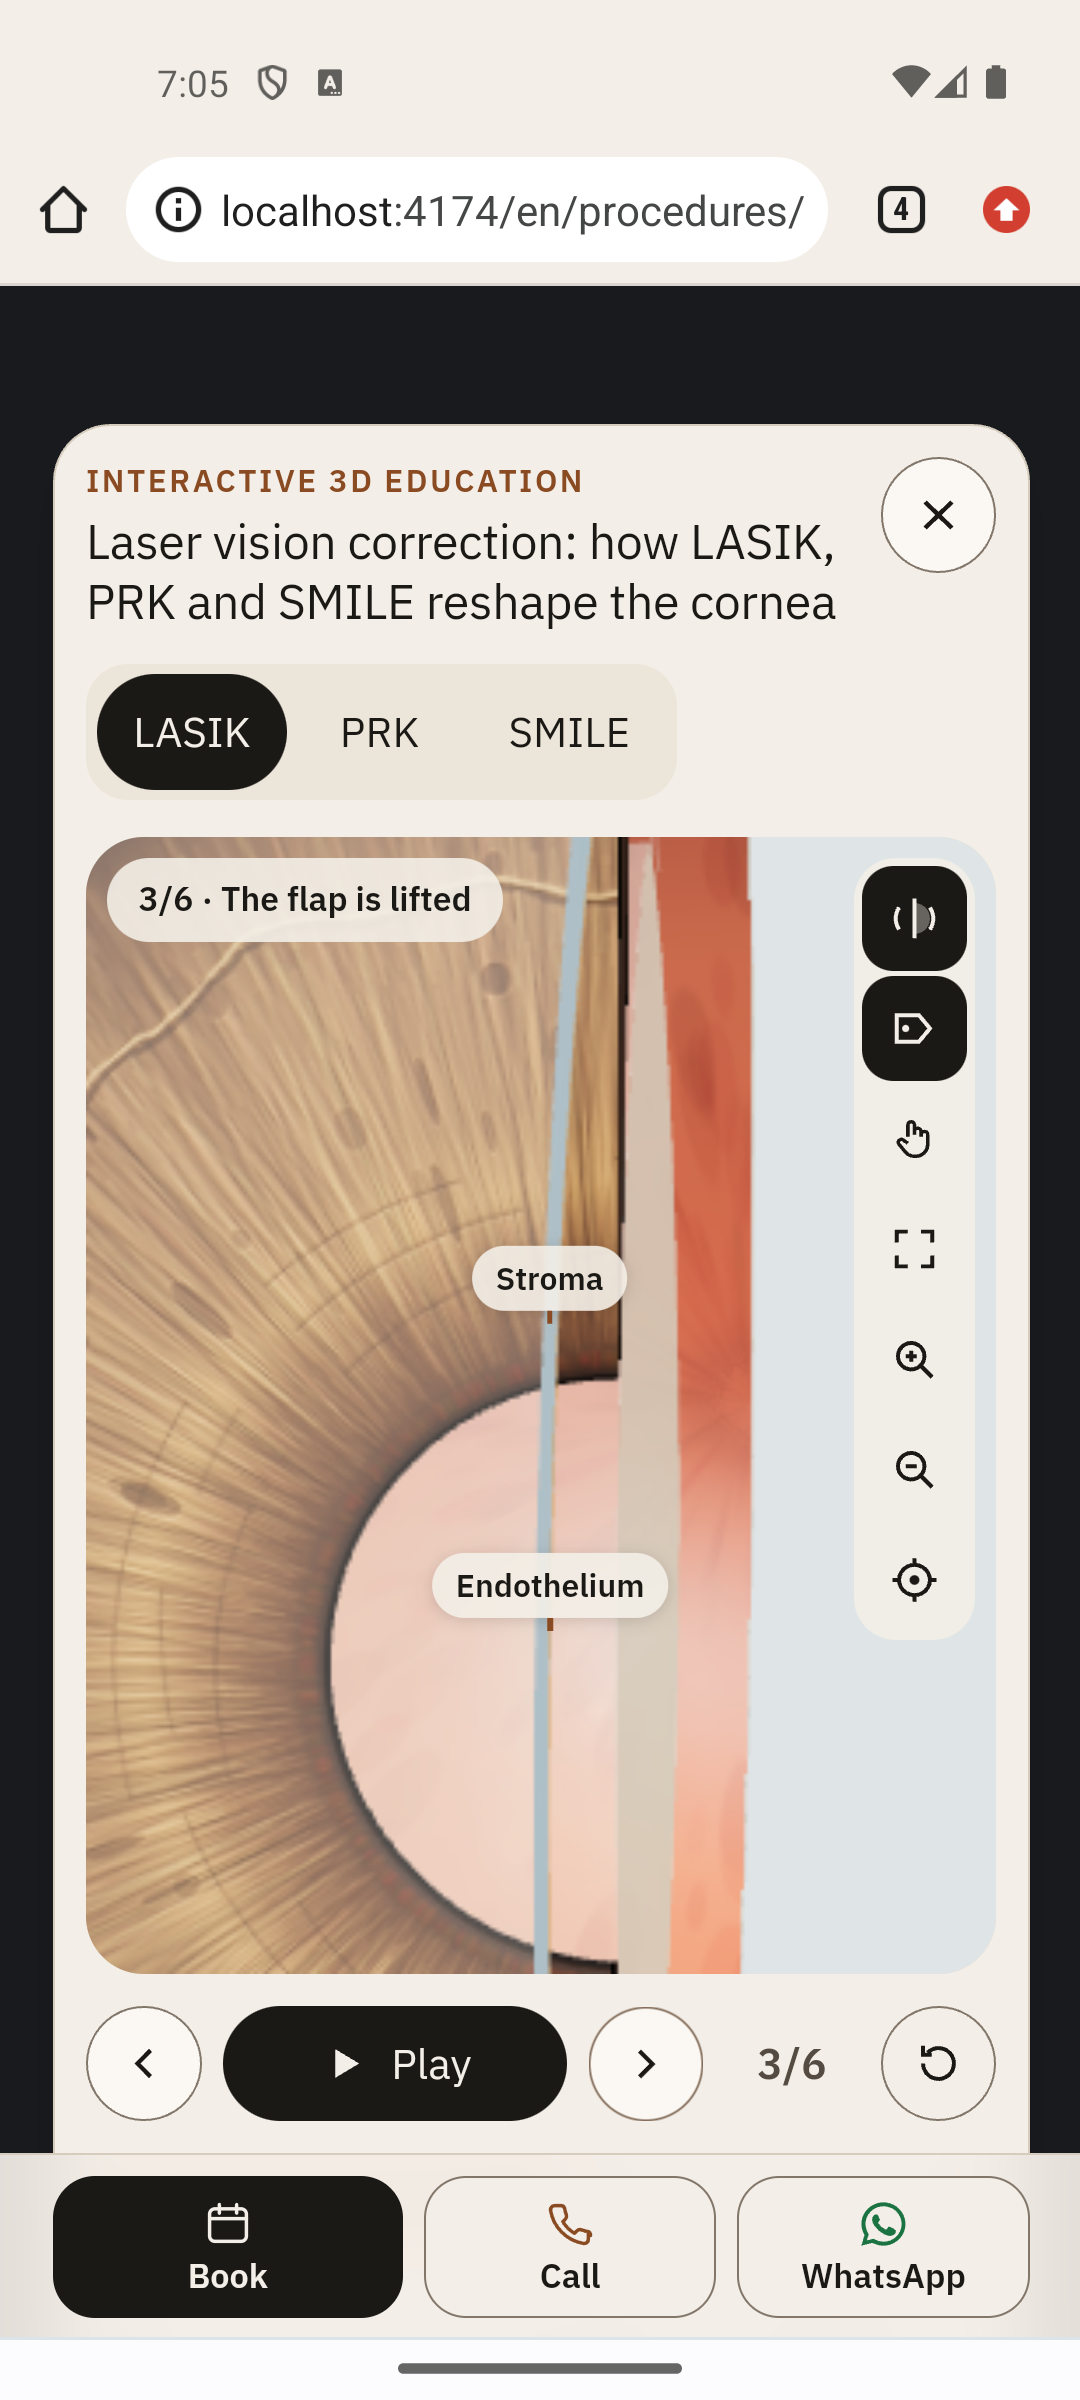 7:05
localhost:4174/en/procedures/
4
INTERACTIVE 3D EDUCATION
Laser vision correction: how LASIK,
PRK and SMILE reshape the cornea
LASIK PRK SMILE
3/6 · The flap is lifted
Stroma
Endothelium
Play 3/6
Book Call WhatsApp